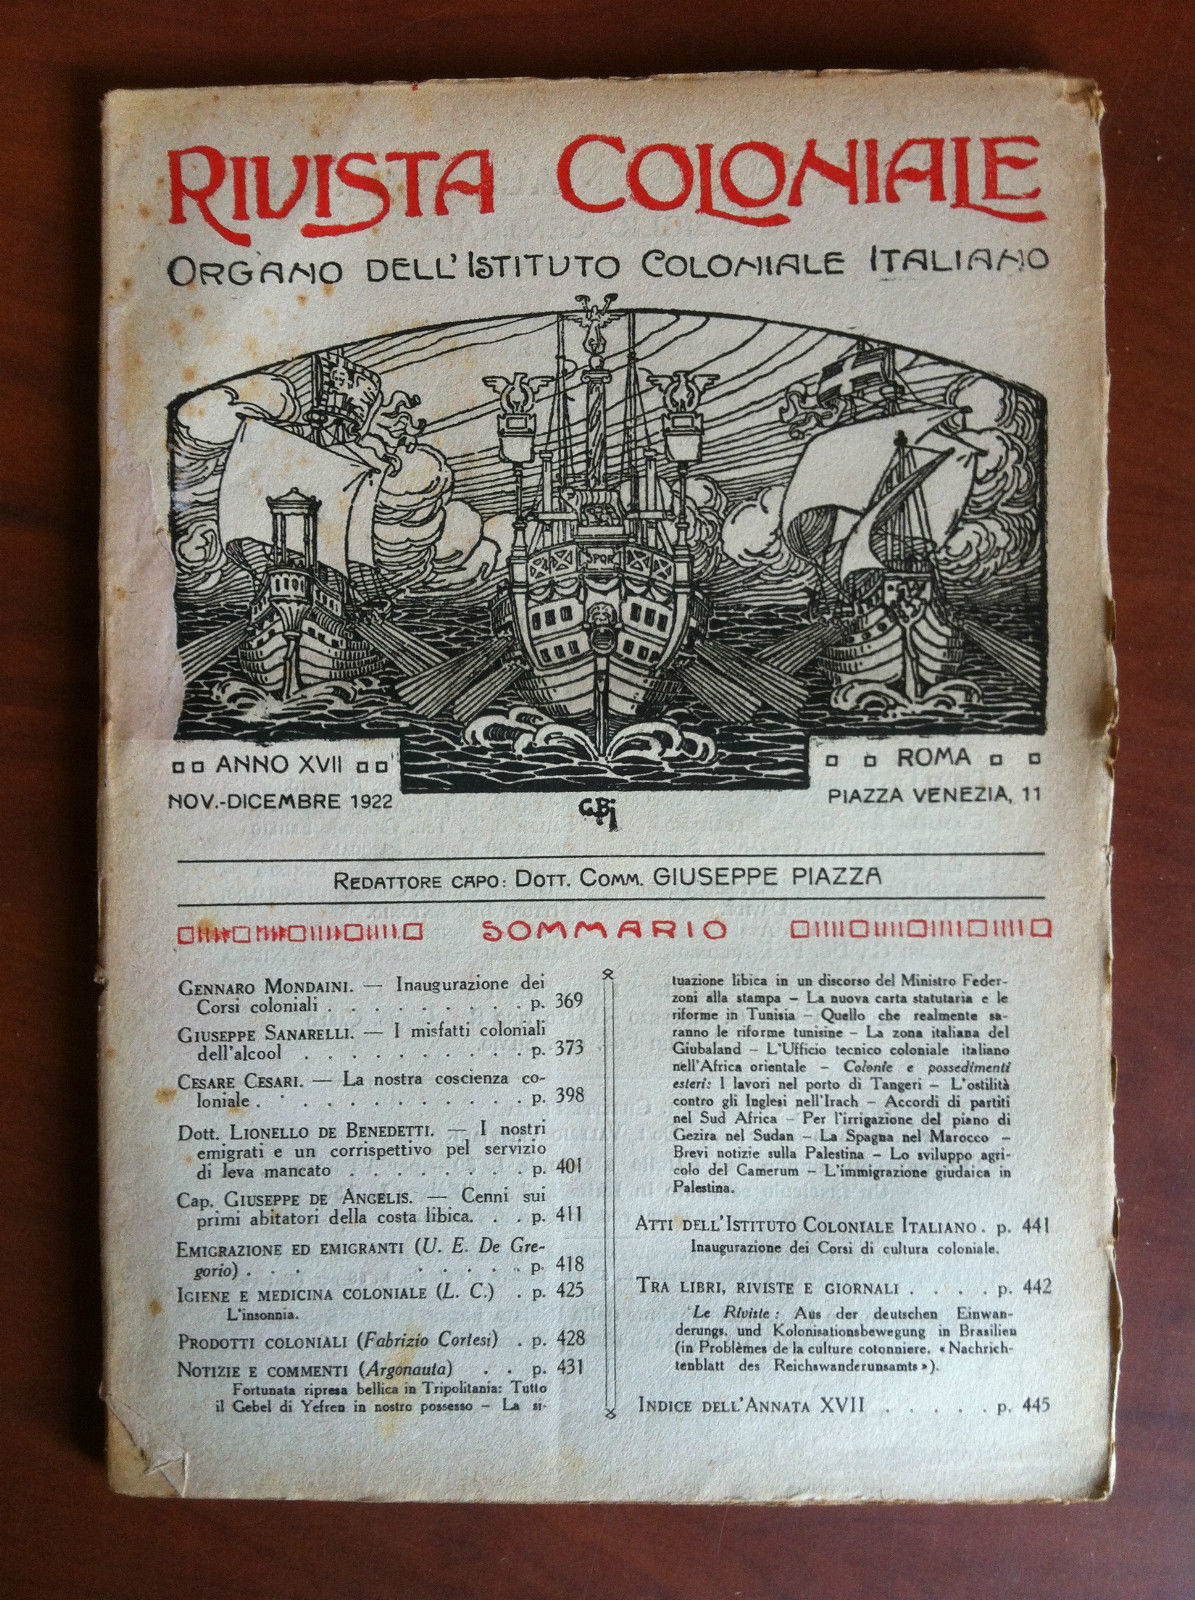 RIVISTA COLONIALE
ORGANO DELL'ISTITUTO COLONIALE ITALIANO
SPQR
ANNO XVII
NOV.-DICEMBRE 1922
ROMA
PIAZZA VENEZIA, 11
REDATTORE CAPO: DOTT. COMM. GIUSEPPE PIAZZA
SOMMARIO
GENNARO MONDAINI. — Inaugurazione dei
Corsi coloniali . . . . . . . . p. 369
GIUSEPPE SANARELLI. — I misfatti coloniali
dell'alcool . . . . . . . . . . p. 373
CESARE CESARI. — La nostra coscienza co-
loniale . . . . . . . . . . . . p. 398
Dott. LIONELLO DE BENEDETTI. — I nostri
emigrati e un corrispettivo pel servizio
di leva mancato . . . . . . . . p. 401
Cap. GIUSEPPE DE ANGELIS. — Cenni sui
primi abitatori della costa libica. . . p. 411
EMIGRAZIONE ED EMIGRANTI (U. E. De Gre-
gorio) . . . . . . . . . p. 418
IGIENE E MEDICINA COLONIALE (L. C.) . p. 425
L'insonnia.
PRODOTTI COLONIALI (Fabrizio Cortesi) . p. 428
NOTIZIE E COMMENTI (Argonauta) . . p. 431
Fortunata ripresa bellica in Tripolitania: Tutto
il Gebel di Yefren in nostro possesso – La si-
tuazione libica in un discorso del Ministro Feder-
zoni alla stampa – La nuova carta statutaria e le
riforme in Tunisia – Quello che realmente sa-
ranno le riforme tunisine – La zona italiana del
Giubaland – L'Ufficio tecnico coloniale italiano
nell'Africa orientale – Colonie e possedimenti
esteri: I lavori nel porto di Tangeri – L'ostilità
contro gli Inglesi nell'Irach – Accordi di partiti
nel Sud Africa – Per l'irrigazione del piano di
Gezira nel Sudan – La Spagna nel Marocco –
Brevi notizie sulla Palestina – Lo sviluppo agri-
colo del Camerum – L'immigrazione giudaica in
Palestina.
ATTI DELL'ISTITUTO COLONIALE ITALIANO . p. 441
Inaugurazione dei Corsi di cultura coloniale.
TRA LIBRI, RIVISTE E GIORNALI . . . . p. 442
Le Riviste: Aus der deutschen Einwan-
derungs. und Kolonisationsbewegung in Brasilien
(in Problèmes de la culture cotonniere. «Nachrich-
tenblatt des Reichswanderunsamts»).
INDICE DELL'ANNATA XVII . . . . . p. 445